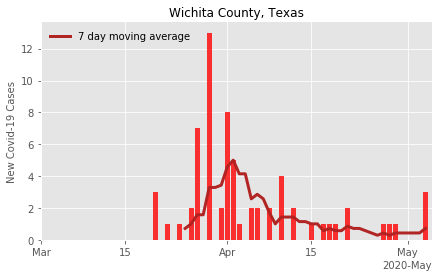 Wichita County, Texas
7 day moving average
New Covid-19 Cases
12
10
8
6
4
2
0
Mar 15 Apr 15 May
2020-May